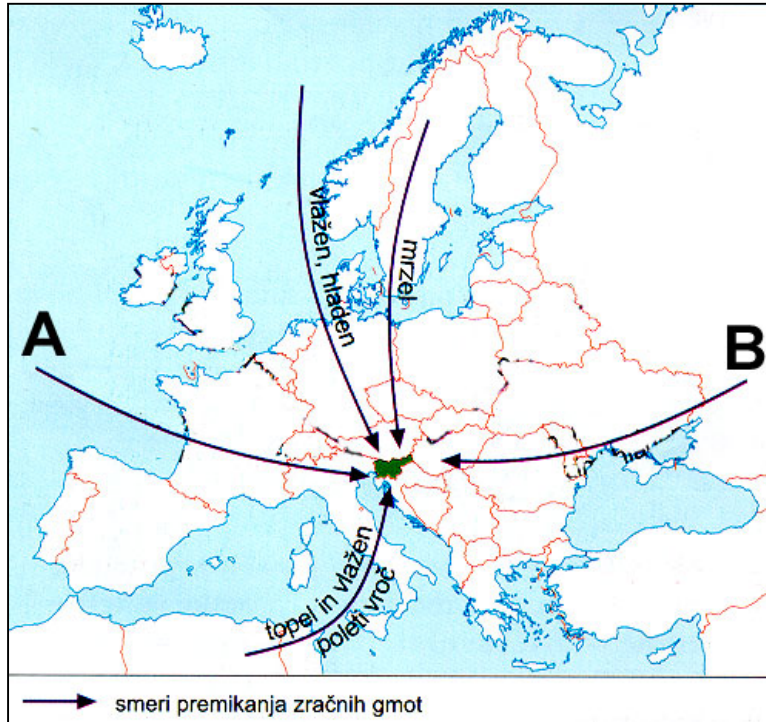 vlažen, hladen
mrzel
A
B
topel in vlažen
poleti vroč
smeri premikanja zračnih gmot